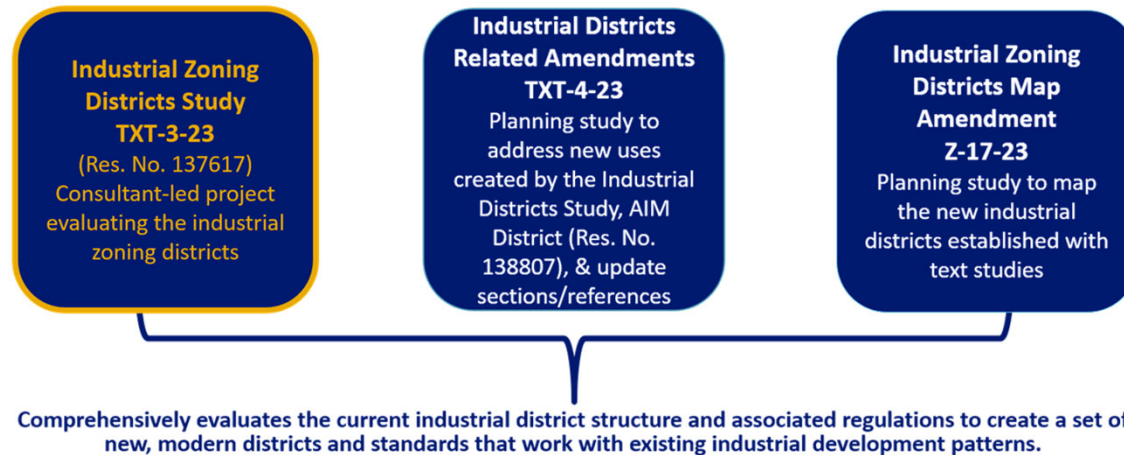 Industrial Zoning
Districts Study
TXT-3-23
(Res. No. 137617)
Consultant-led project
evaluating the industrial
zoning districts
Industrial Districts
Related Amendments
TXT-4-23
Planning study to
address new uses
created by the Industrial
Districts Study, AIM
District (Res. No.
138807), & update
sections/references
Industrial Zoning
Districts Map
Amendment
Z-17-23
Planning study to map
the new industrial
districts established with
text studies
Comprehensively evaluates the current industrial district structure and associated regulations to create a set of
new, modern districts and standards that work with existing industrial development patterns.